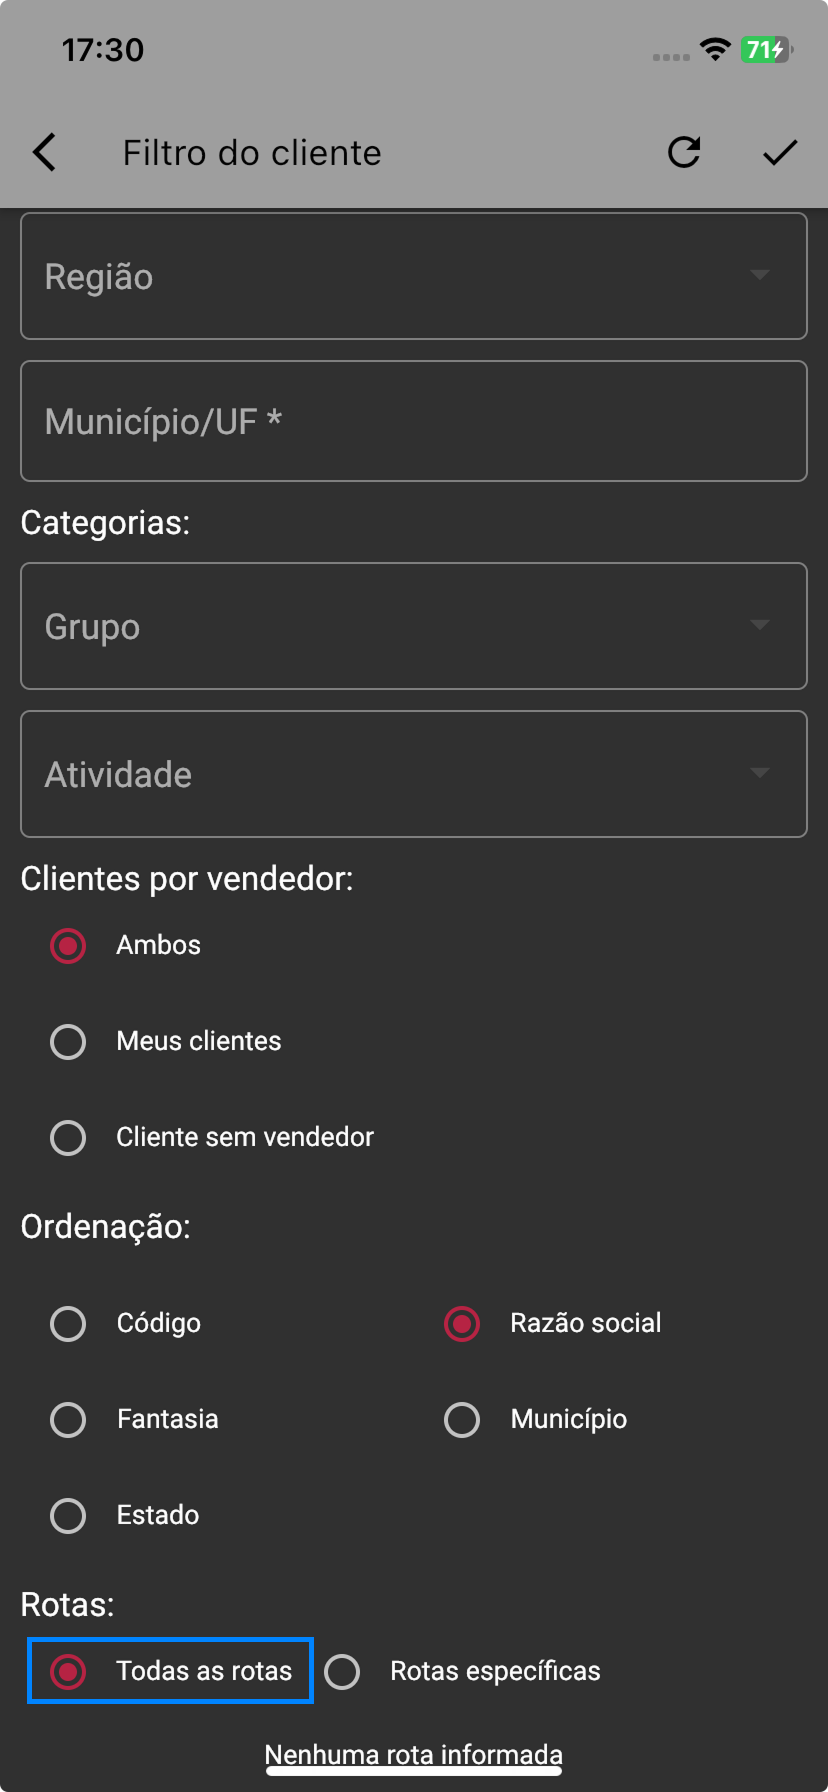 17:30
71
Filtro do cliente
Região
Município/UF *
Categorias:
Grupo
Atividade
Clientes por vendedor:
Ambos
Meus clientes
Cliente sem vendedor
Ordenação:
Código Razão social
Fantasia Município
Estado
Rotas:
Todas as rotas Rotas específicas
Nenhuma rota informada